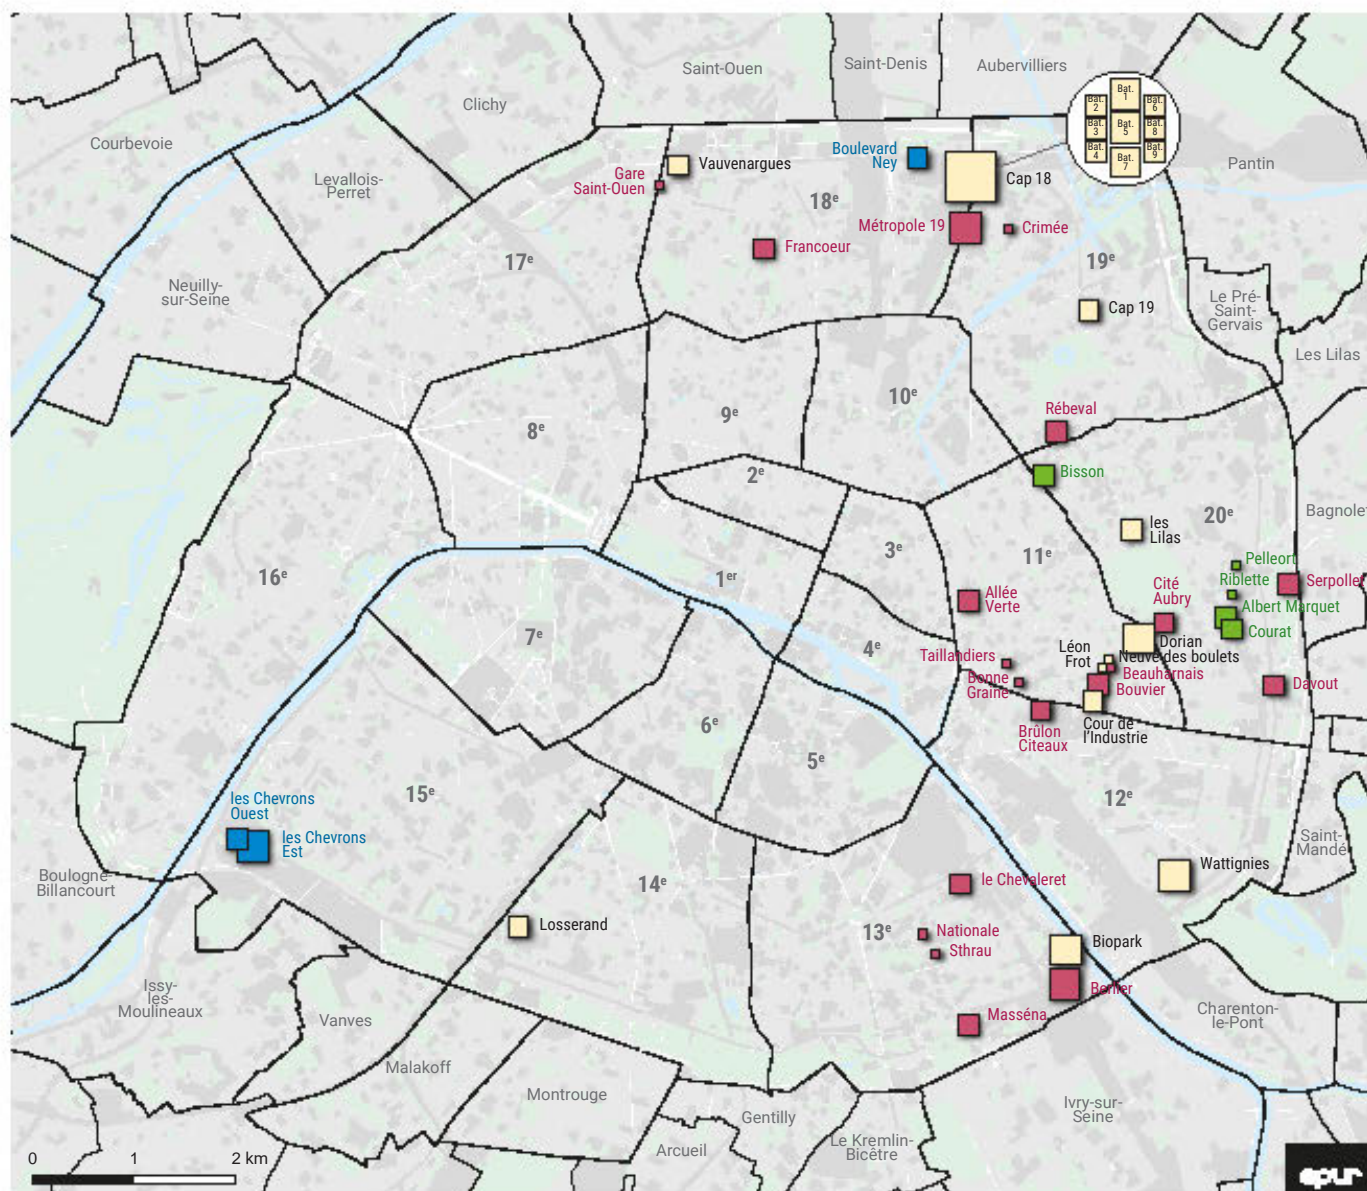 Saint-Ouen
Saint-Denis
Aubervilliers
Clichy
Courbevoie
Bat.
1
Bat.
2
Bat.
6
Bat.
3
Bat.
5
Bat.
8
Bat.
4
Bat.
7
Bat.
9
Pantin
Levallois-
Perret
Boulevard
Ney
Vauvenargues
Gare
Saint-Ouen
Cap 18
18e
Métropole 19
Crimée
Francoeur
17e
19e
Neuilly-
sur-Seine
Le Pré-
Saint-
Gervais
Cap 19
Les Lilas
10e
9e
8e
Rébeval
Bisson
2e
les
Lilas
20e
Bagnolet
3e
11e
16e
1er
Pelleort
Riblette
Serpollet
Cité
Aubry
Allée
Verte
Albert Marquet
Courat
7e
4e
Dorian
Léon
Frot
Neuve des boulets
Taillandiers
Beauharnais
Bonne
Graine
Bouvier
Davout
6e
5e
Brûlon
Citeaux
Cour de
l'Industrie
15e
12e
les Chevrons
Ouest
les Chevrons
Est
Saint-
Mandé
Boulogne-
Billancourt
14e
le Chevaleret
Wattignies
Losserand
13e
Nationale
Sthrau
Biopark
Berlier
Issy-
les-
Moulineaux
Vanves
Masséna
Charenton-
le-Pont
Malakoff
Montrouge
Gentilly
Ivry-sur-
Seine
Arcueil
Le Kremlin-
Bicêtre
0 1 2 km
apur